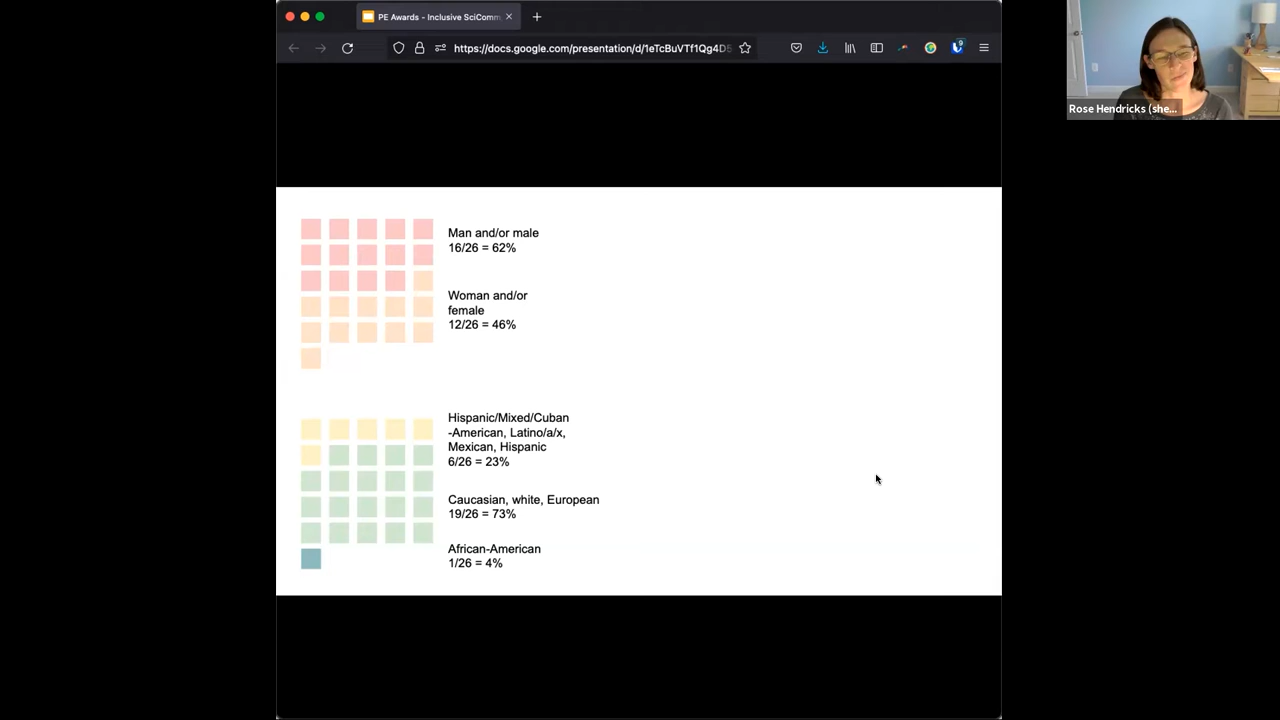 PE Awards - Inclusive SciComm
https://docs.google.com/presentation/d/1eTcBuVTf1Qg4D5
9
Rose Hendricks (she...
Man and/or male
16/26 = 62%
Woman and/or
female
12/26 = 46%
Hispanic/Mixed/Cuban
-American, Latino/a/x,
Mexican, Hispanic
6/26 = 23%
Caucasian, white, European
19/26 = 73%
African-American
1/26 = 4%